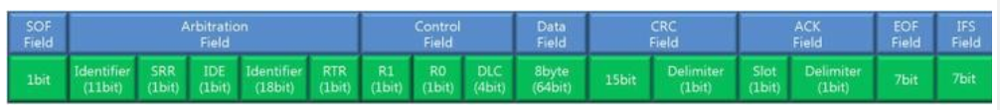 SOF Field Arbitration Field Control Field Data Field CRC Field ACK Field EOF Field IFS Field
1bit Identifier (11bit) SRR (1bit) IDE (1bit) Identifier (18bit) RTR (1bit) R1 (1bit) R0 (1bit) DLC (4bit) 8byte (64bit) 15bit Delimiter (1bit) Slot (1bit) Delimiter (1bit) 7bit 7bit